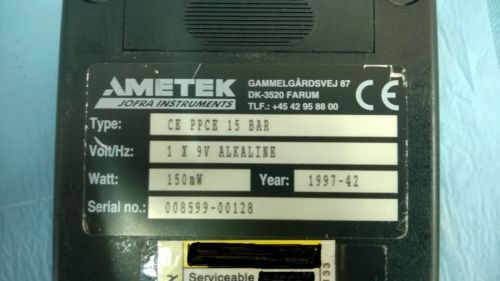 AMETEK
JOFRA INSTRUMENTS
GAMMELGÅRDSVEJ 87
DK-3520 FARUM
TLF.: +45 42 95 88 00
CE
Type: CE PPCE 15 BAR
Volt/Hz: 1 X 9V ALKALINE
Watt: 150mW Year: 1997-42
Serial no.: 008599-00128
Serviceable
133